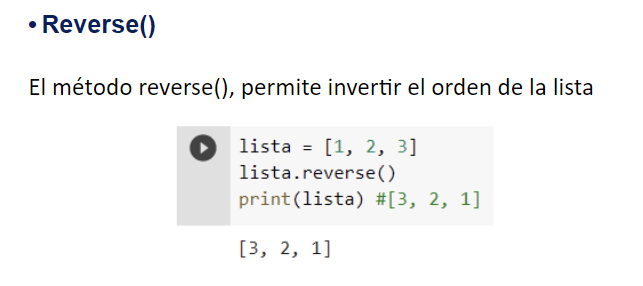 • Reverse()
El método reverse(), permite invertir el orden de la lista
lista = [1, 2, 3]
lista.reverse()
print(lista) #[3, 2, 1]
[3, 2, 1]